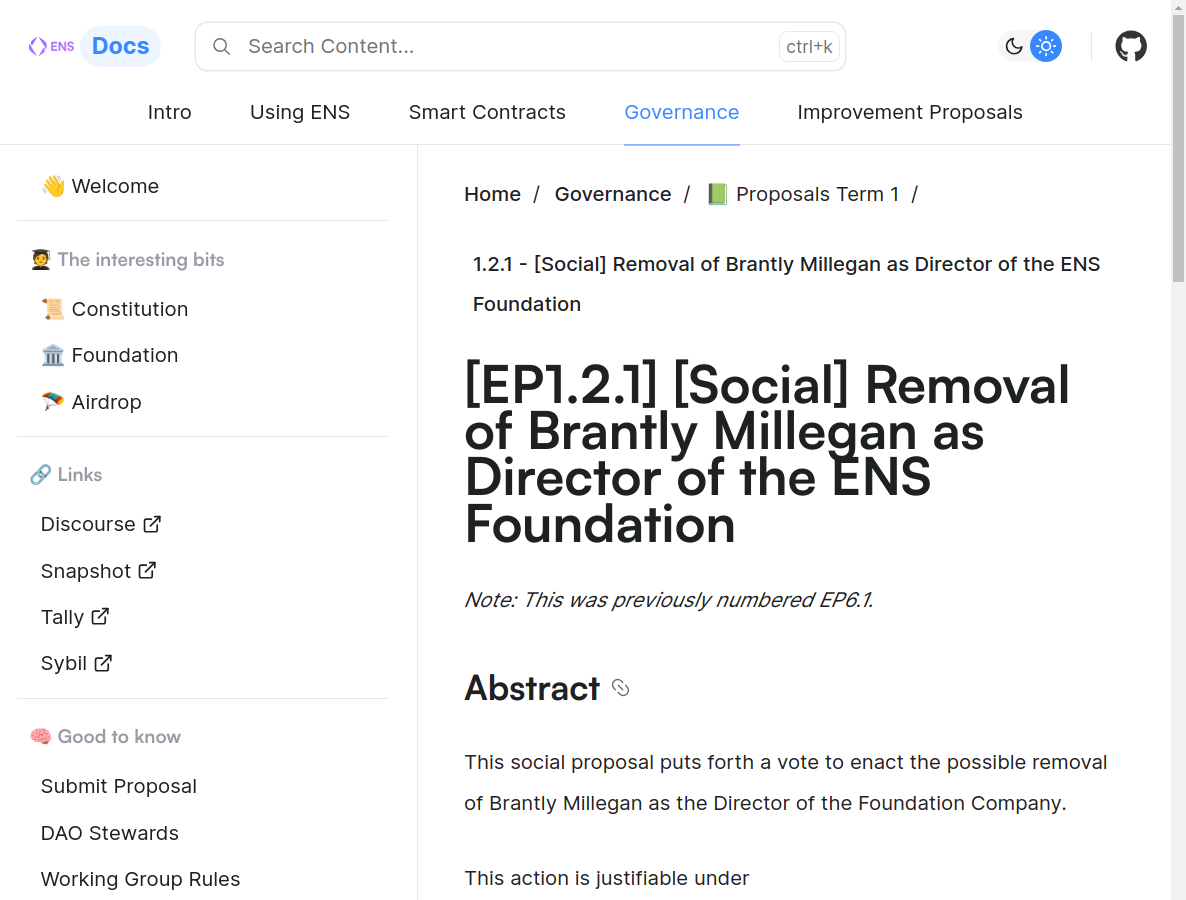 ENS Docs
Search Content... ctrl+k
Intro Using ENS Smart Contracts Governance Improvement Proposals
👋 Welcome
🧑‍🎓 The interesting bits
📜 Constitution
🏛️ Foundation
🪂 Airdrop
🔗 Links
Discourse
Snapshot
Tally
Sybil
🧠 Good to know
Submit Proposal
DAO Stewards
Working Group Rules
Home / Governance / 📗 Proposals Term 1 /
1.2.1 - [Social] Removal of Brantly Millegan as Director of the ENS
Foundation
[EP1.2.1] [Social] Removal
of Brantly Millegan as
Director of the ENS
Foundation
Note: This was previously numbered EP6.1.
Abstract
This social proposal puts forth a vote to enact the possible removal
of Brantly Millegan as the Director of the Foundation Company.
This action is justifiable under